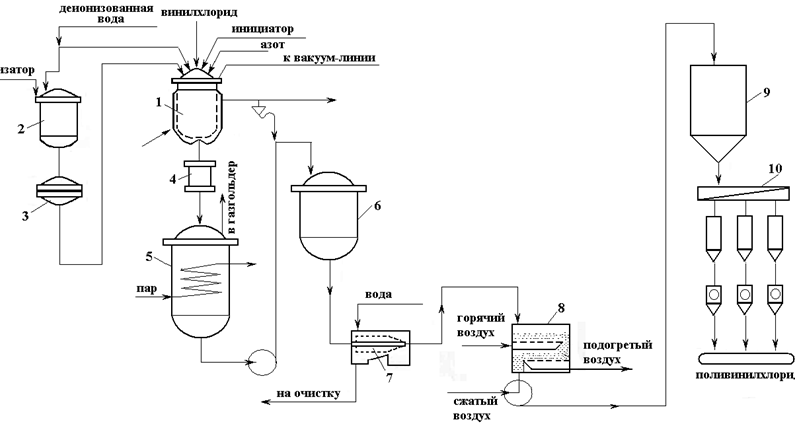 деионизованная
вода
винилхлорид
инициатор
азот
к вакуум-линии
изатор
1
2
3
4
в газгольдер
5
пар
6
вода
7
на очистку
горячий
воздух
8
подогретый
воздух
сжатый
воздух
9
10
поливинилхлорид